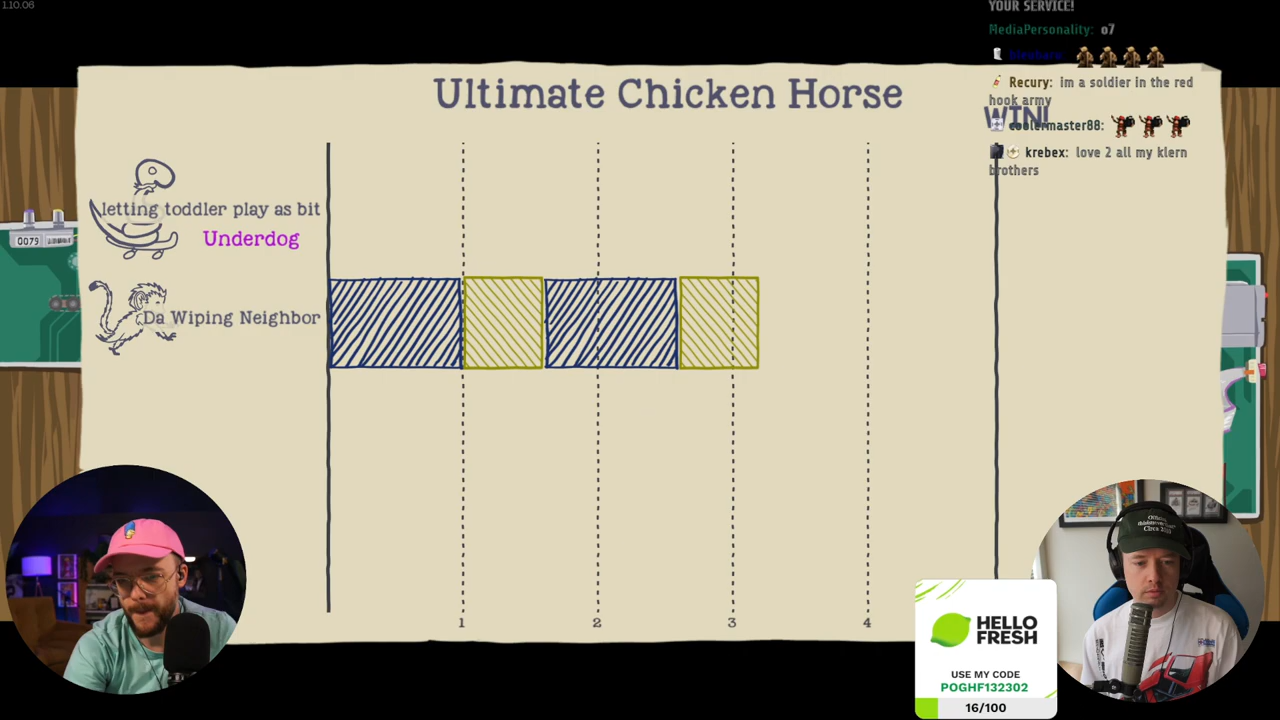 1.10.06
YOUR SERVICE!
MediaPersonality: o7
Recury: im a soldier in the red
hook army
coolermaster88:
krebex: love 2 all my klern
brothers
Ultimate Chicken Horse
WIN!
letting toddler play as bit
Underdog
0079
Da Wiping Neighbor
1 2 3 4
HELLO
FRESH
USE MY CODE
POGHF132302
16/100